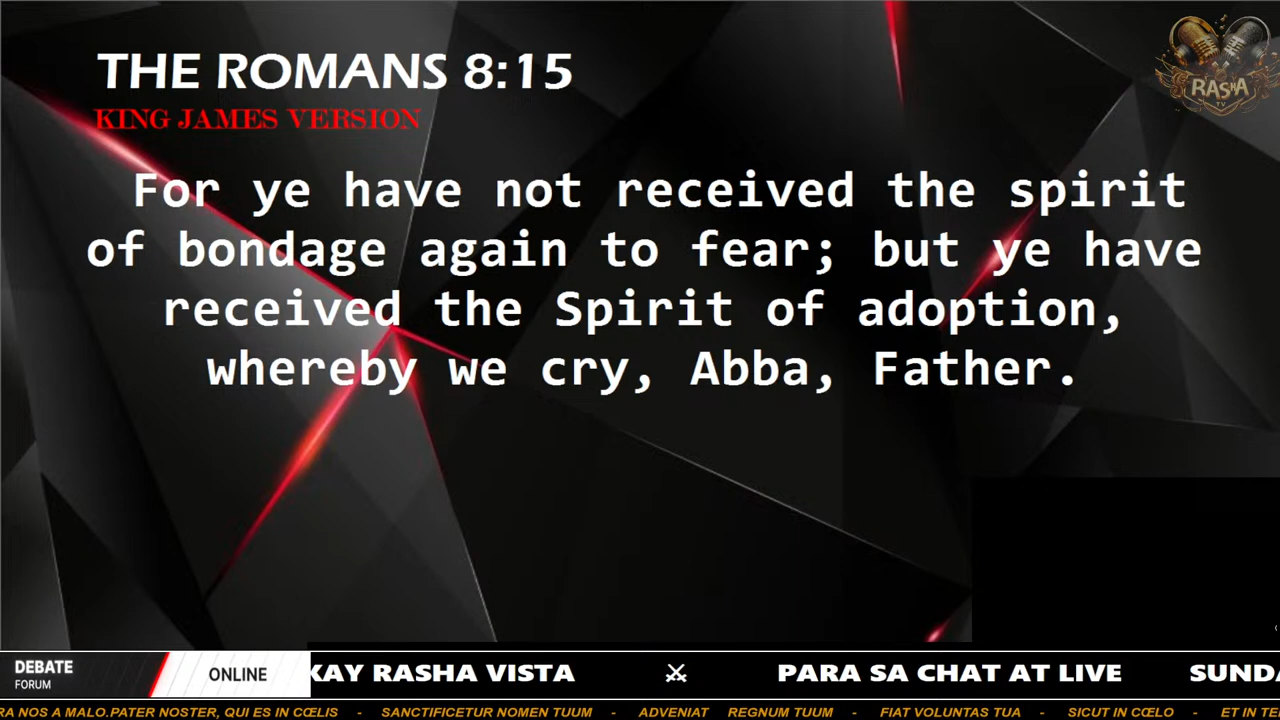 THE ROMANS 8:15
KING JAMES VERSION
RASHA
TV
For ye have not received the spirit
of bondage again to fear; but ye have
received the Spirit of adoption,
whereby we cry, Abba, Father.
DEBATE
FORUM
ONLINE
KAY RASHA VISTA ⚔ PARA SA CHAT AT LIVE
RA NOS A MALO.PATER NOSTER, QUI ES IN CŒLIS - SANCTIFICETUR NOMEN TUUM - ADVENIAT REGNUM TUUM - FIAT VOLUNTAS TUA - SICUT IN CŒLO - ET IN TE